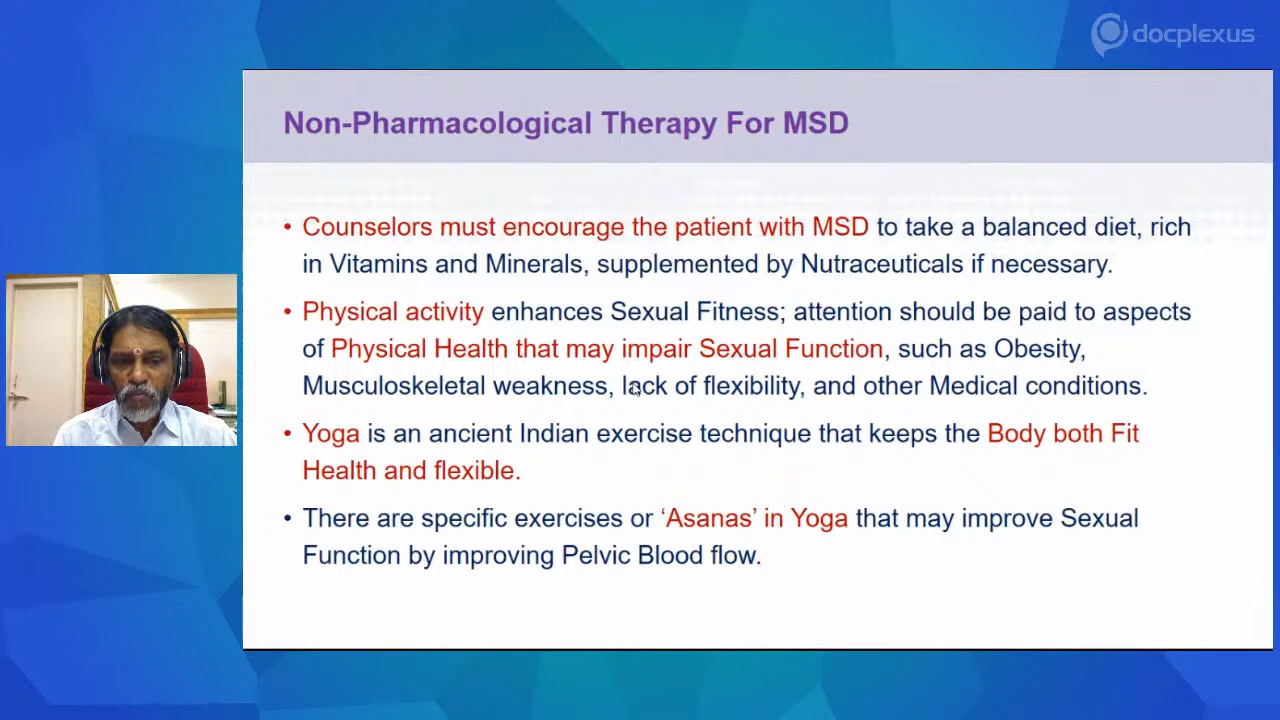 docplexus
Non-Pharmacological Therapy For MSD
• Counselors must encourage the patient with MSD to take a balanced diet, rich
in Vitamins and Minerals, supplemented by Nutraceuticals if necessary.
• Physical activity enhances Sexual Fitness; attention should be paid to aspects
of Physical Health that may impair Sexual Function, such as Obesity,
Musculoskeletal weakness, lack of flexibility, and other Medical conditions.
• Yoga is an ancient Indian exercise technique that keeps the Body both Fit
Health and flexible.
• There are specific exercises or ‘Asanas’ in Yoga that may improve Sexual
Function by improving Pelvic Blood flow.